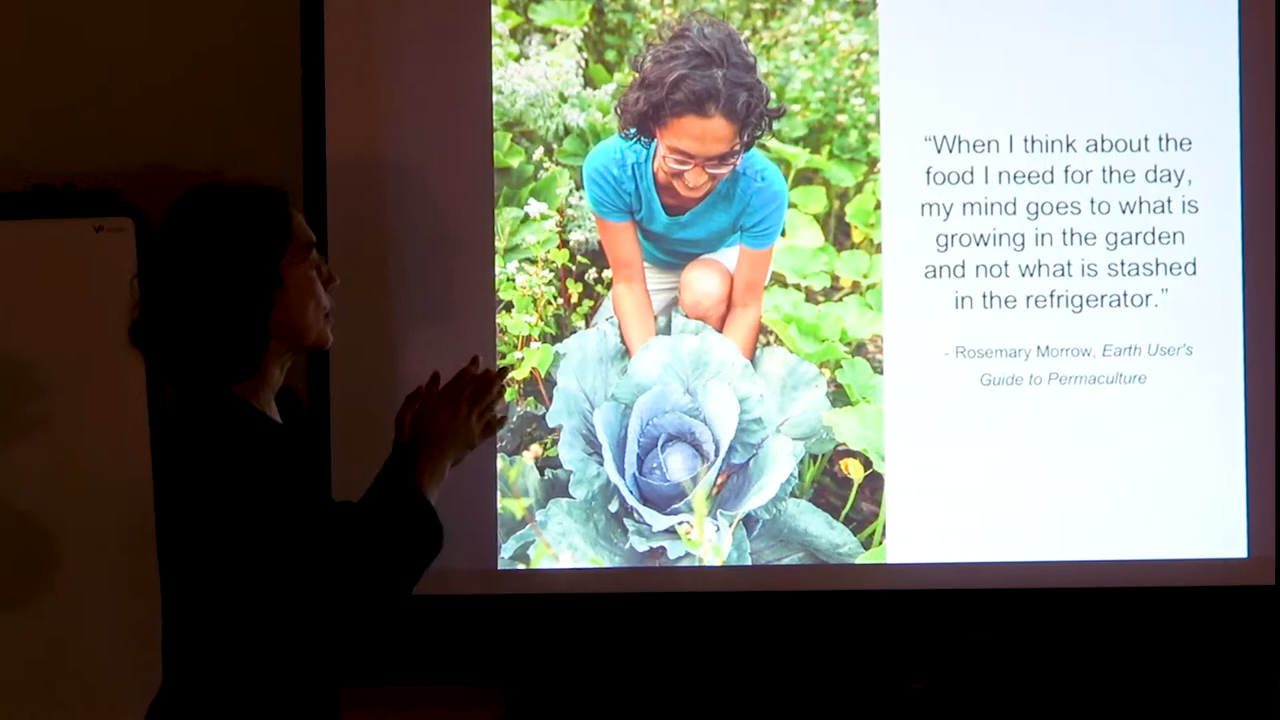 “When I think about the
food I need for the day,
my mind goes to what is
growing in the garden
and not what is stashed
in the refrigerator.”
- Rosemary Morrow, Earth User's
Guide to Permaculture